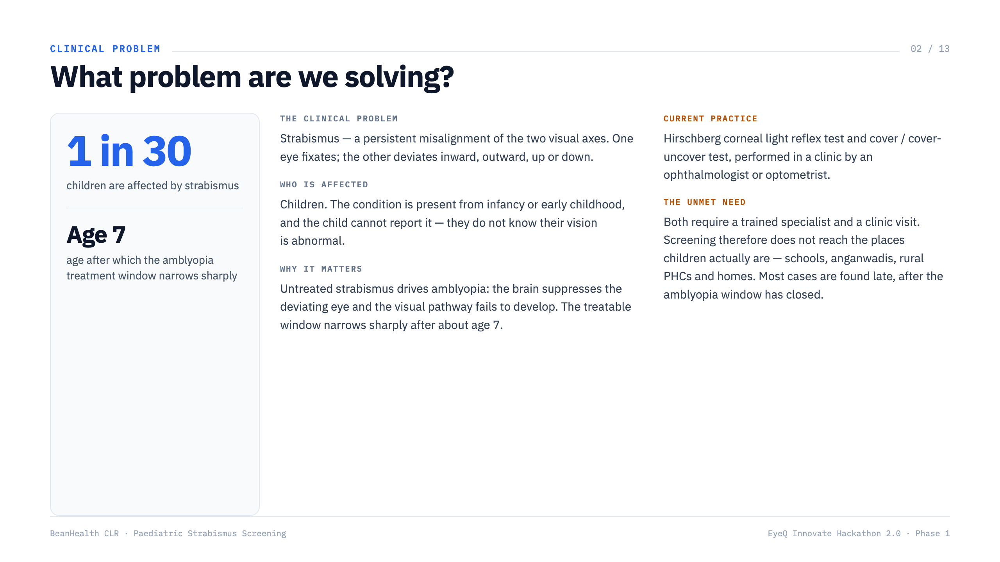 CLINICAL PROBLEM
02 / 13
What problem are we solving?
1 in 30
children are affected by strabismus
Age 7
age after which the amblyopia
treatment window narrows sharply
THE CLINICAL PROBLEM
Strabismus — a persistent misalignment of the two visual axes. One
eye fixates; the other deviates inward, outward, up or down.
WHO IS AFFECTED
Children. The condition is present from infancy or early childhood,
and the child cannot report it — they do not know their vision
is abnormal.
WHY IT MATTERS
Untreated strabismus drives amblyopia: the brain suppresses the
deviating eye and the visual pathway fails to develop. The treatable
window narrows sharply after about age 7.
CURRENT PRACTICE
Hirschberg corneal light reflex test and cover / cover-
uncover test, performed in a clinic by an
ophthalmologist or optometrist.
THE UNMET NEED
Both require a trained specialist and a clinic visit.
Screening therefore does not reach the places
children actually are — schools, anganwadis, rural
PHCs and homes. Most cases are found late, after the
amblyopia window has closed.
BeanHealth CLR · Paediatric Strabismus Screening
EyeQ Innovate Hackathon 2.0 · Phase 1